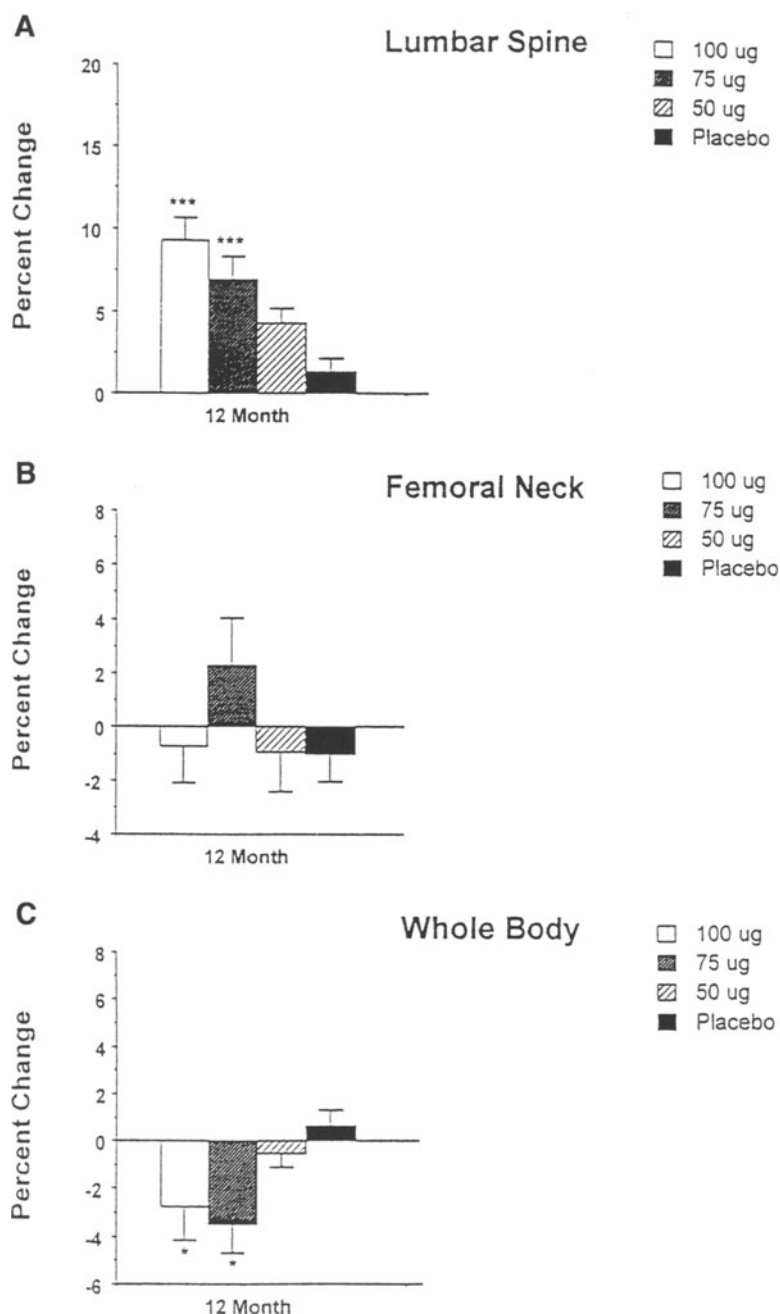 A
Lumbar Spine
100 ug
75 ug
50 ug
Placebo
Percent Change
20
15
10
5
0
***
***
12 Month
B
Femoral Neck
100 ug
75 ug
50 ug
Placebo
Percent Change
8
6
4
2
0
-2
-4
12 Month
C
Whole Body
100 ug
75 ug
50 ug
Placebo
Percent Change
8
6
4
2
0
-2
-4
-6
*
*
12 Month